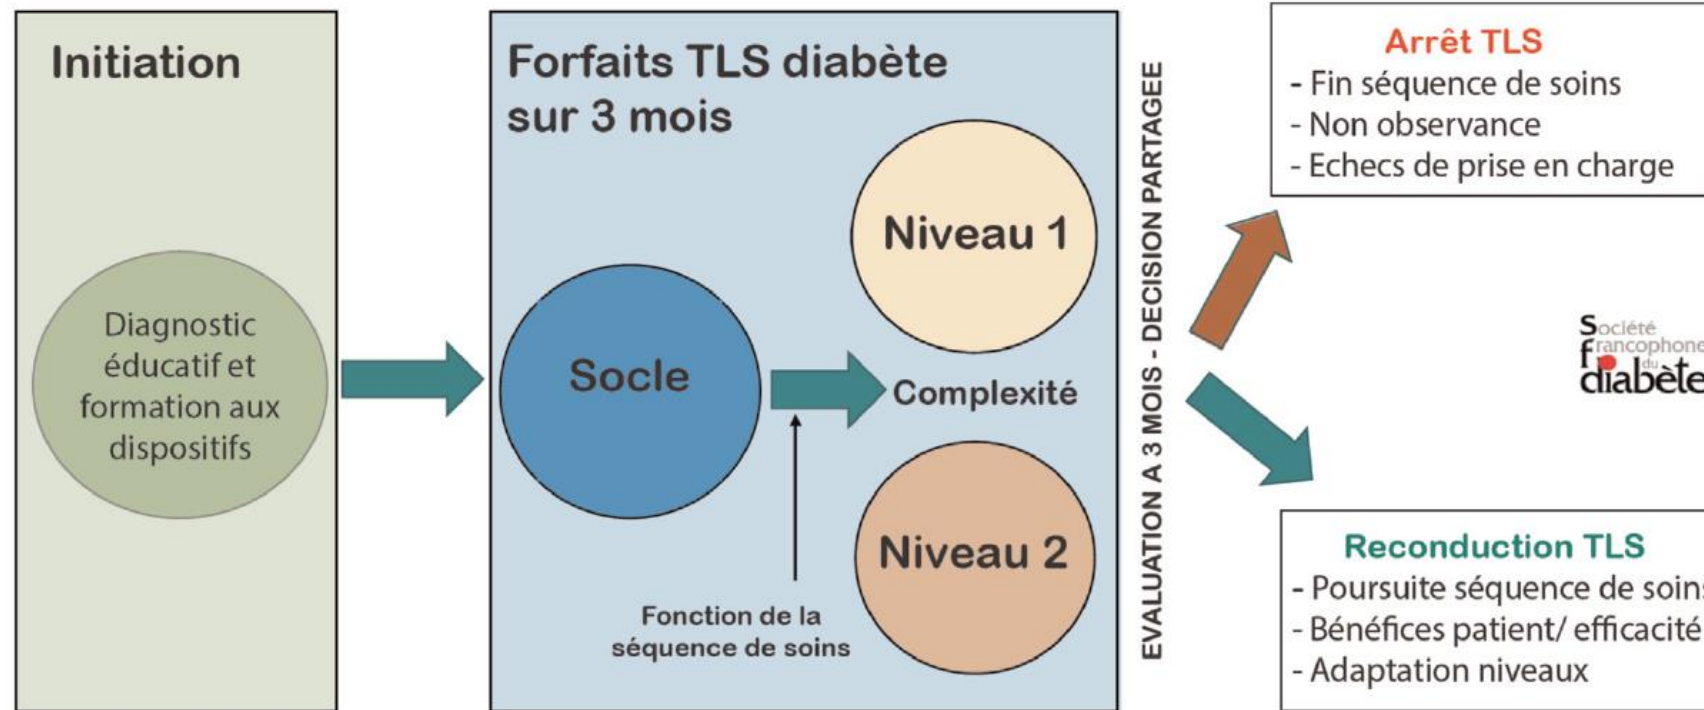 Initiation
Diagnostic
éducatif et
formation aux
dispositifs
Forfaits TLS diabète
sur 3 mois
Socle
Niveau 1
Complexité
Niveau 2
Fonction de la
séquence de soins
EVALUATION A 3 MOIS - DECISION PARTAGEE
Arrêt TLS
- Fin séquence de soins
- Non observance
- Echecs de prise en charge
Société
francophone
du
diabète
Reconduction TLS
- Poursuite séquence de soins
- Bénéfices patient/ efficacité
- Adaptation niveaux